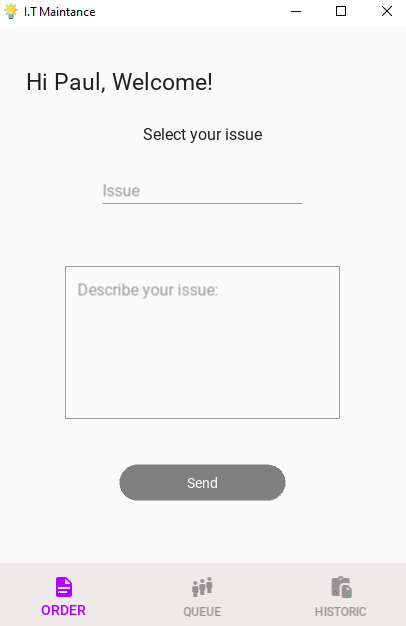 I.T Maintance
Hi Paul, Welcome!
Select your issue
Issue
Describe your issue:
Send
ORDER
QUEUE
HISTORIC